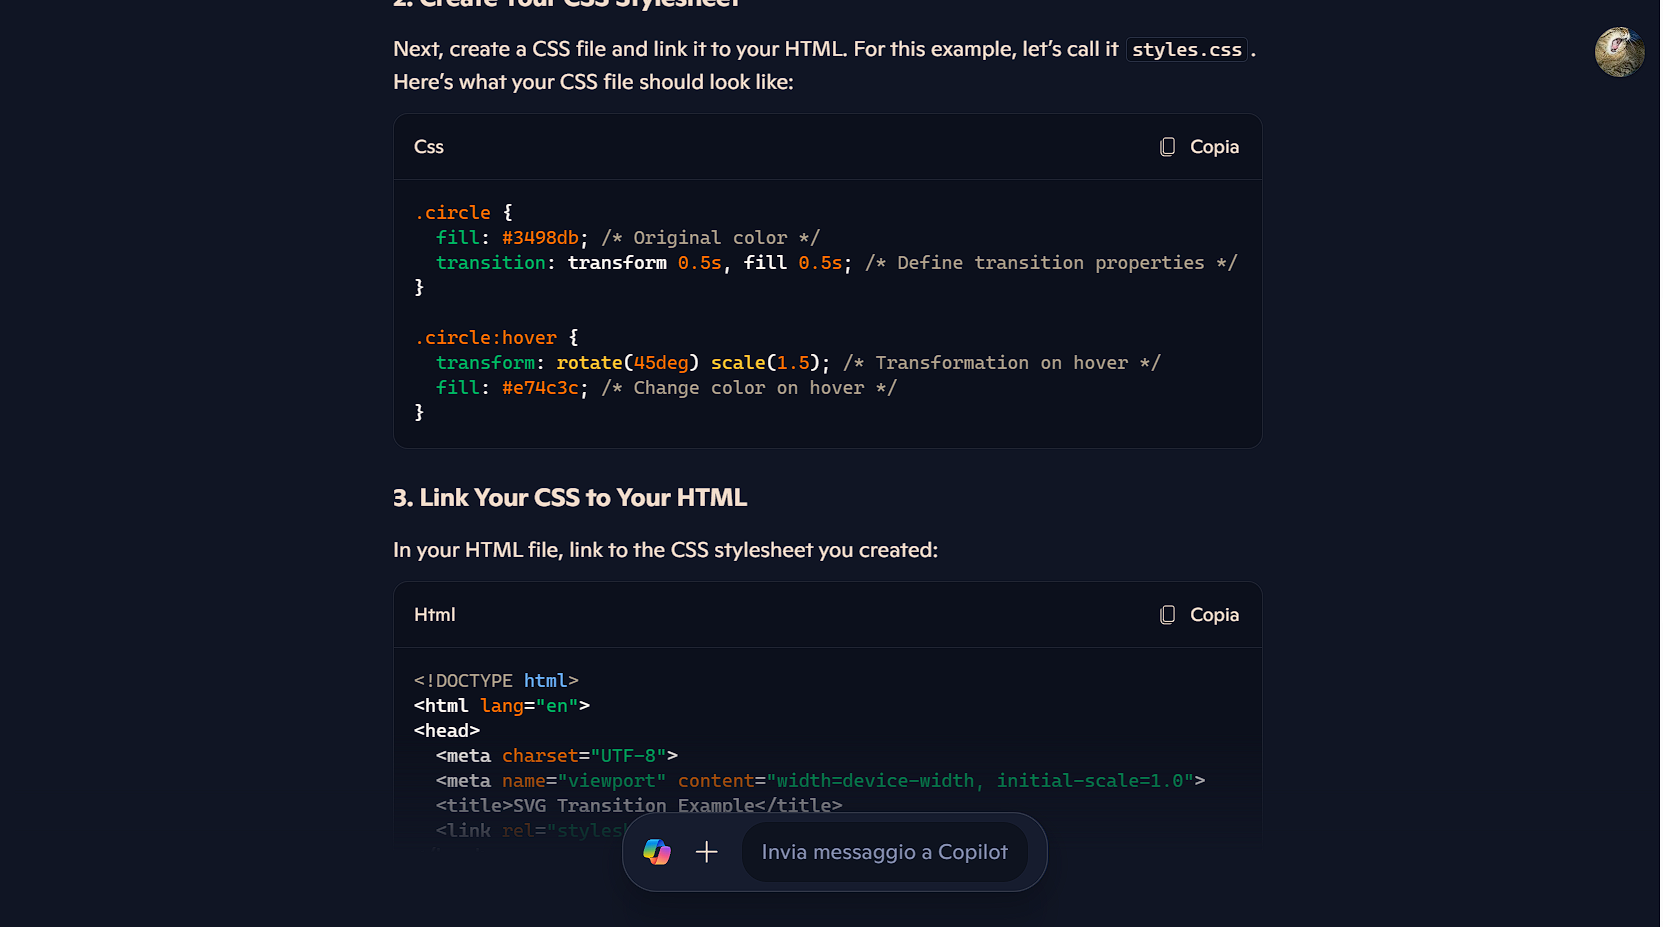 2. Create Your CSS Stylesheet
Next, create a CSS file and link it to your HTML. For this example, let’s call it styles.css.
Here’s what your CSS file should look like:
Css
Copia
.circle {
  fill: #3498db; /* Original color */
  transition: transform 0.5s, fill 0.5s; /* Define transition properties */
}

.circle:hover {
  transform: rotate(45deg) scale(1.5); /* Transformation on hover */
  fill: #e74c3c; /* Change color on hover */
}
3. Link Your CSS to Your HTML
In your HTML file, link to the CSS stylesheet you created:
Html
Copia
<!DOCTYPE html>
<html lang="en">
<head>
  <meta charset="UTF-8">
  <meta name="viewport" content="width=device-width, initial-scale=1.0">
  <title>SVG Transition Example</title>
  <link rel="styles
Invia messaggio a Copilot